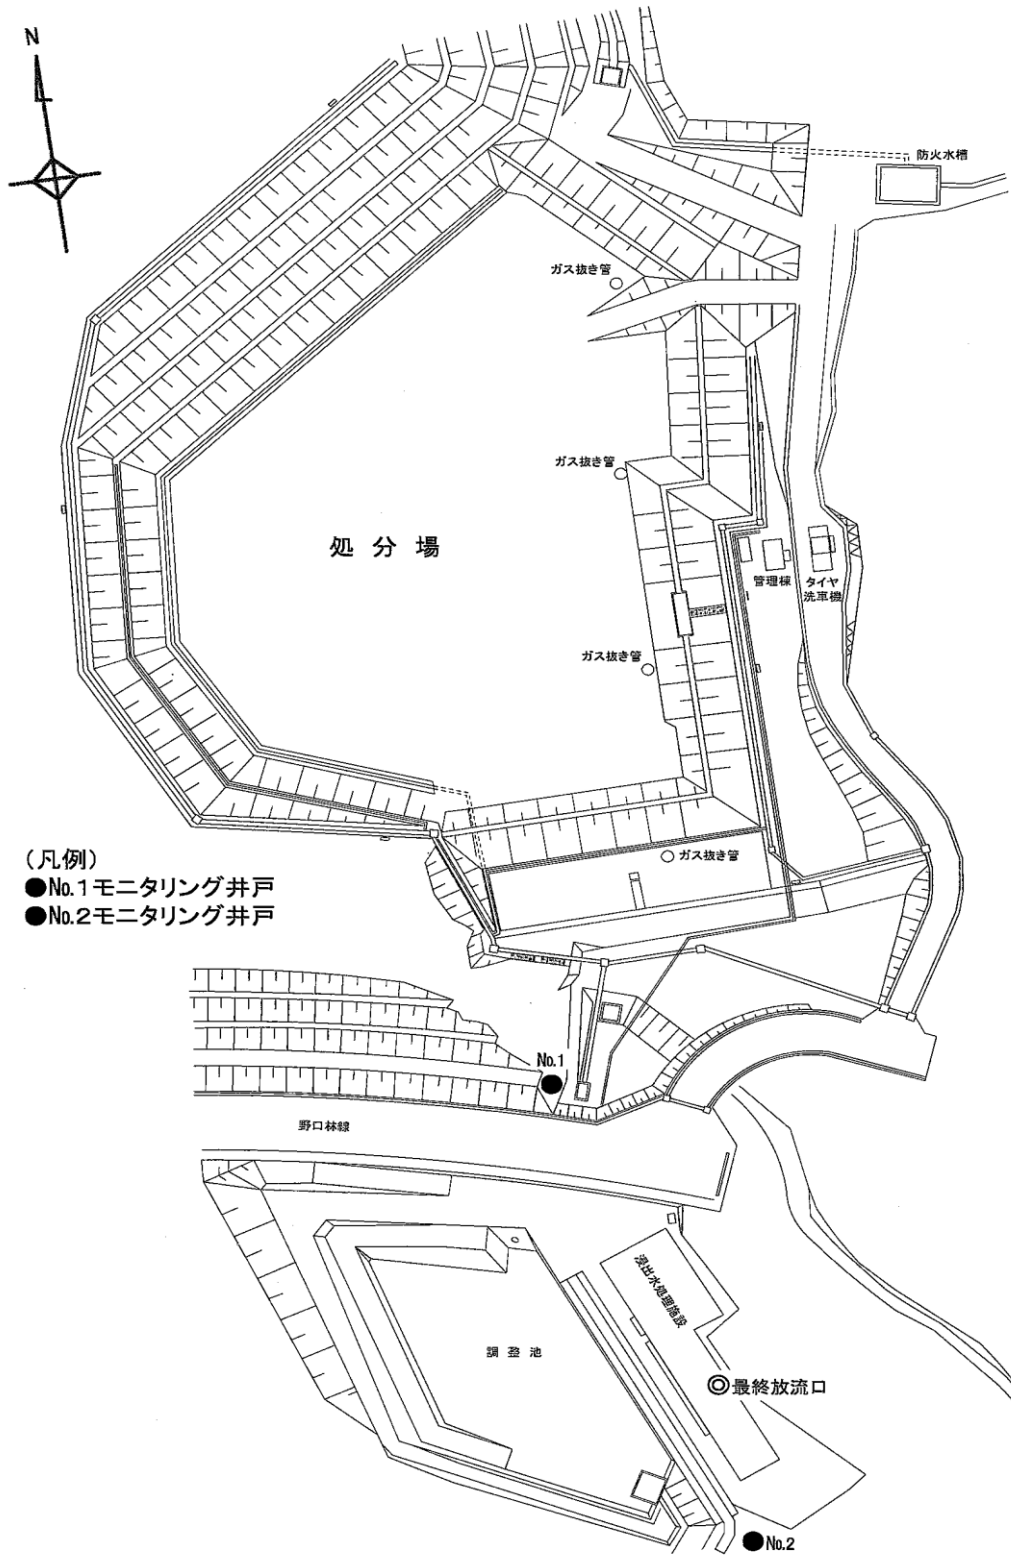 N
防火水槽
ガス抜き管
ガス抜き管
処分場
管理棟
タイヤ
洗車機
ガス抜き管
ガス抜き管
(凡例)
●No.1モニタリング井戸
●No.2モニタリング井戸
No.1
野口林線
浸出水処理施設
調整池
◎最終放流口
●No.2